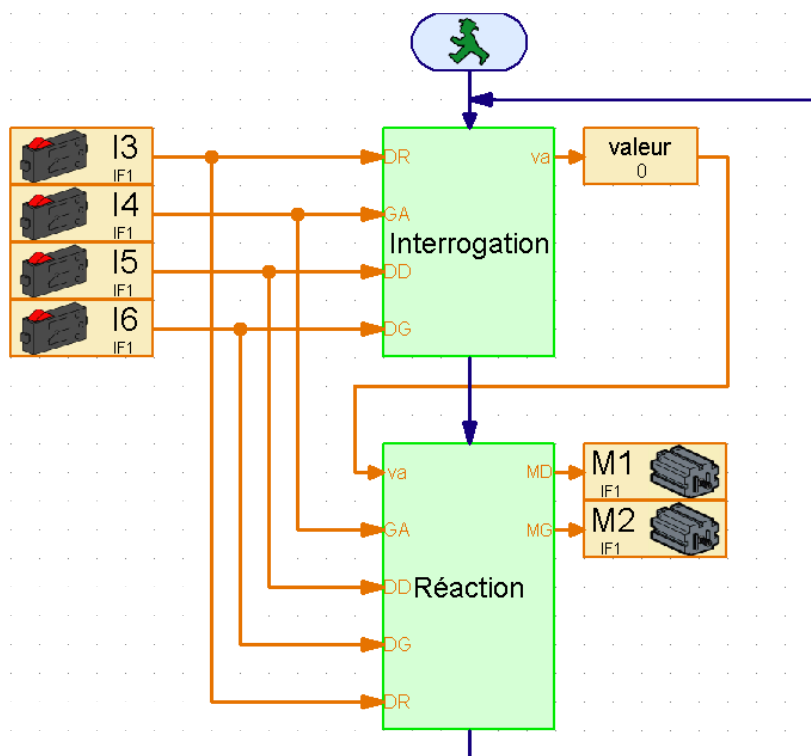 I3
IF1
I4
IF1
I5
IF1
I6
IF1
DR
GA
Interrogation
DD
DG
va
valeur
0
va
GA
DD
Réaction
DG
DR
MD
MG
M1
IF1
M2
IF1